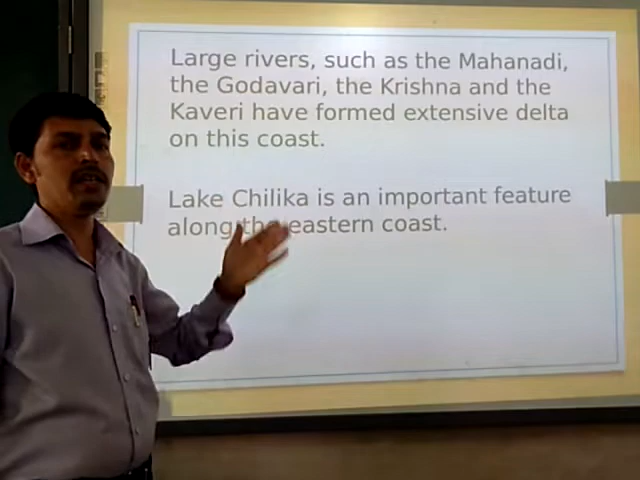 Large rivers, such as the Mahanadi,
the Godavari, the Krishna and the
Kaveri have formed extensive delta
on this coast.
Lake Chilika is an important feature
along the eastern coast.